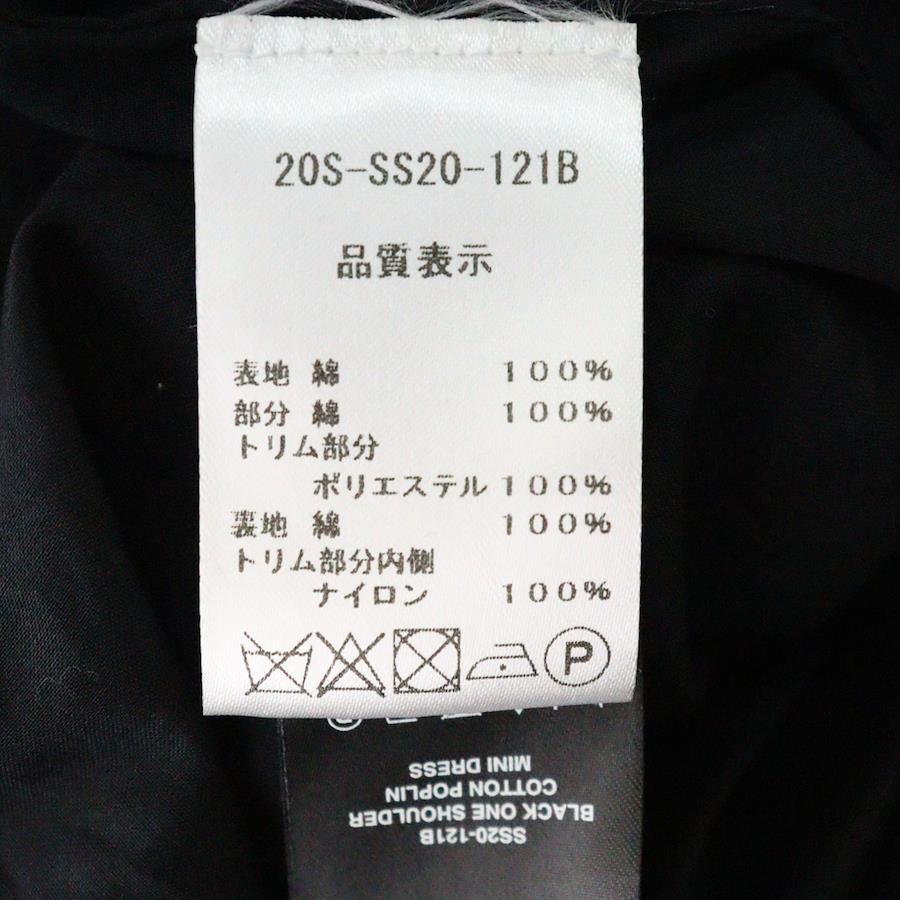 20S-SS20-121B
品質表示
表地 綿 １００％
部分 綿 １００％
トリム部分
ポリエステル １００％
裏地 綿 １００％
トリム部分内側
ナイロン １００％
P
SS20-121B
BLACK ONE SHOULDER
COTTON POPLIN
MINI DRESS